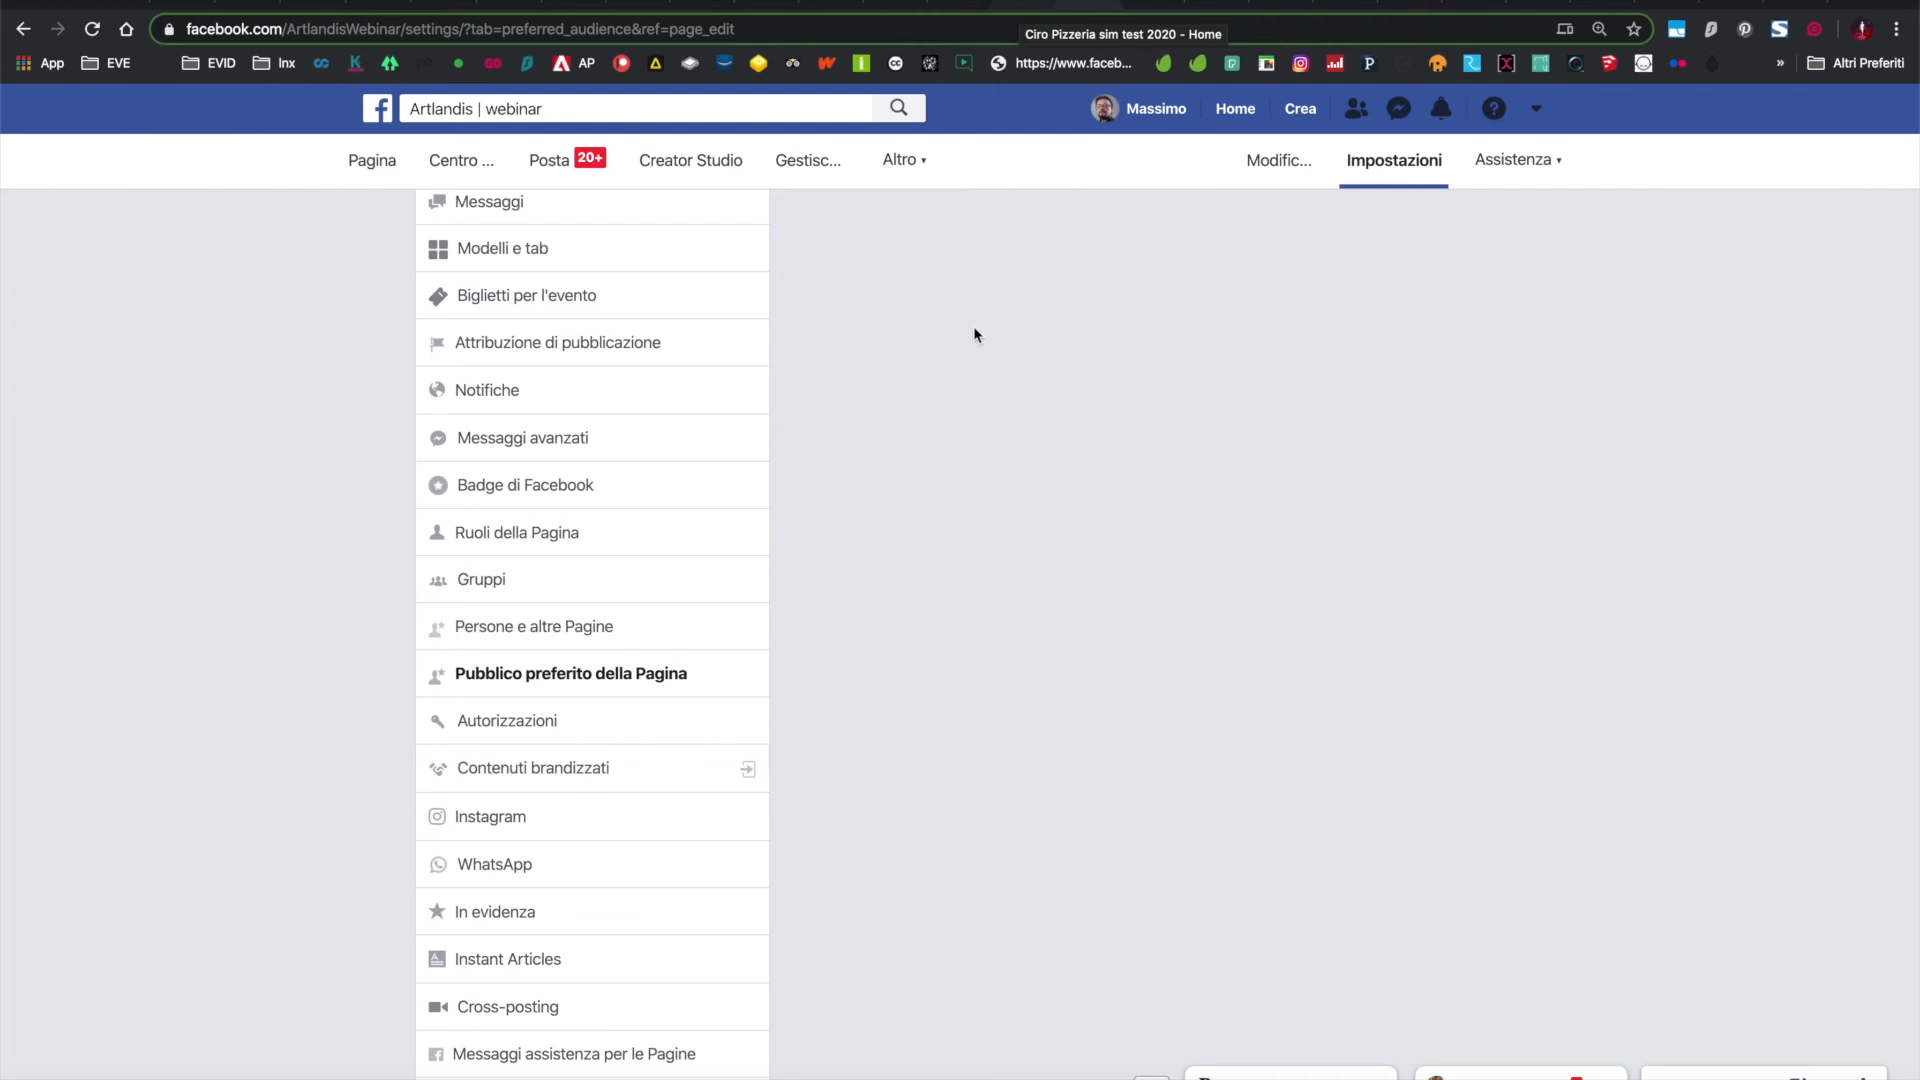 facebook.com/ArtlandisWebinar/settings/?tab=preferred_audience&ref=page_edit
Ciro Pizzeria sim test 2020 - Home
App
EVE
EVID
Inx
AP
https://www.faceb...
»
Altri Preferiti
Artlandis | webinar
Massimo
Home
Crea
Pagina
Centro ...
Posta 20+
Creator Studio
Gestisc...
Altro
Modific...
Impostazioni
Assistenza
Messaggi
Modelli e tab
Biglietti per l'evento
Attribuzione di pubblicazione
Notifiche
Messaggi avanzati
Badge di Facebook
Ruoli della Pagina
Gruppi
Persone e altre Pagine
Pubblico preferito della Pagina
Autorizzazioni
Contenuti brandizzati
Instagram
WhatsApp
In evidenza
Instant Articles
Cross-posting
Messaggi assistenza per le Pagine